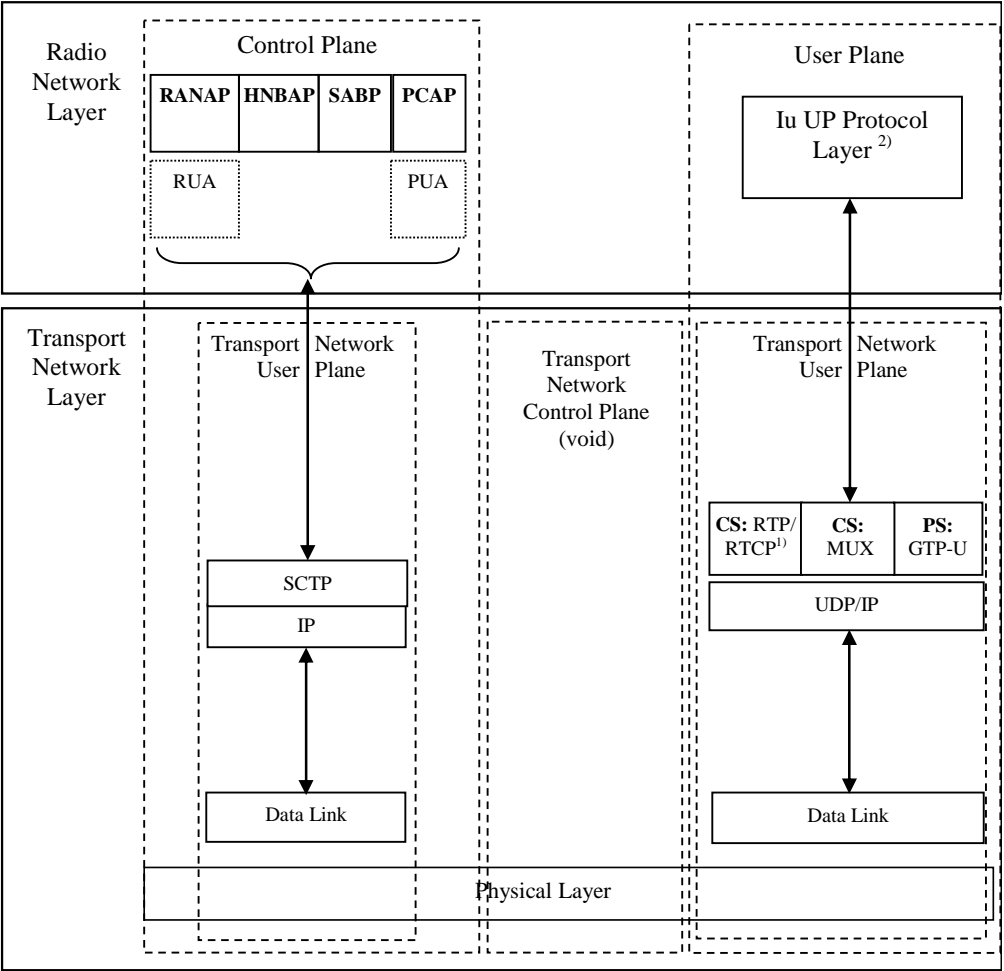 Radio
Network
Layer
Control Plane
RANAP HNBAP SABP PCAP
RUA PUA
User Plane
Iu UP Protocol
Layer 2)
Transport
Network
Layer
Transport Network
User Plane
Transport
Network
Control Plane
(void)
Transport Network
User Plane
SCTP
IP
Data Link
CS: RTP/
RTCP1)
CS:
MUX
PS:
GTP-U
UDP/IP
Data Link
Physical Layer